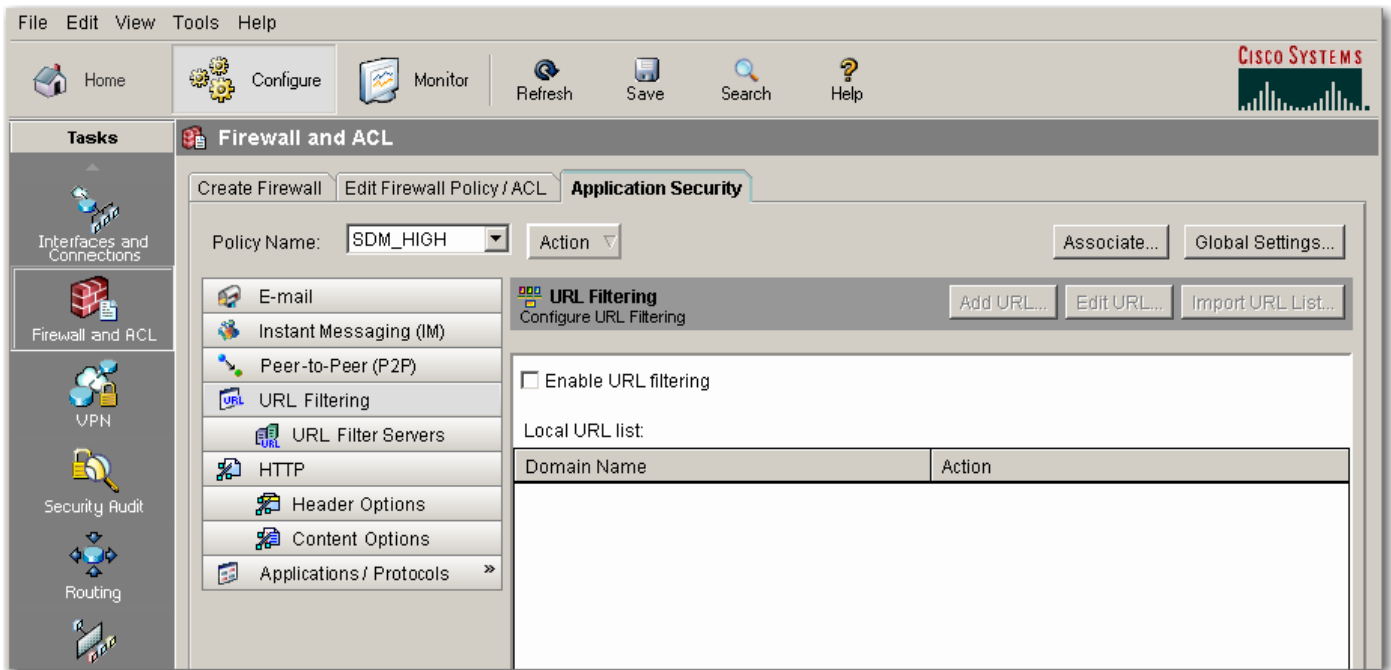 File Edit View Tools Help
Home Configure Monitor Refresh Save Search Help
CISCO SYSTEMS
Tasks
Firewall and ACL
Create Firewall Edit Firewall Policy / ACL Application Security
Interfaces and Connections
Policy Name: SDM_HIGH Action Associate... Global Settings...
Firewall and ACL
VPN
Security Audit
Routing
E-mail
Instant Messaging (IM)
Peer-to-Peer (P2P)
URL Filtering
URL URL Filter Servers
HTTP
Header Options
Content Options
Applications / Protocols »
URL Filtering
Configure URL Filtering
Add URL... Edit URL... Import URL List...
Enable URL filtering
Local URL list:
Domain Name Action